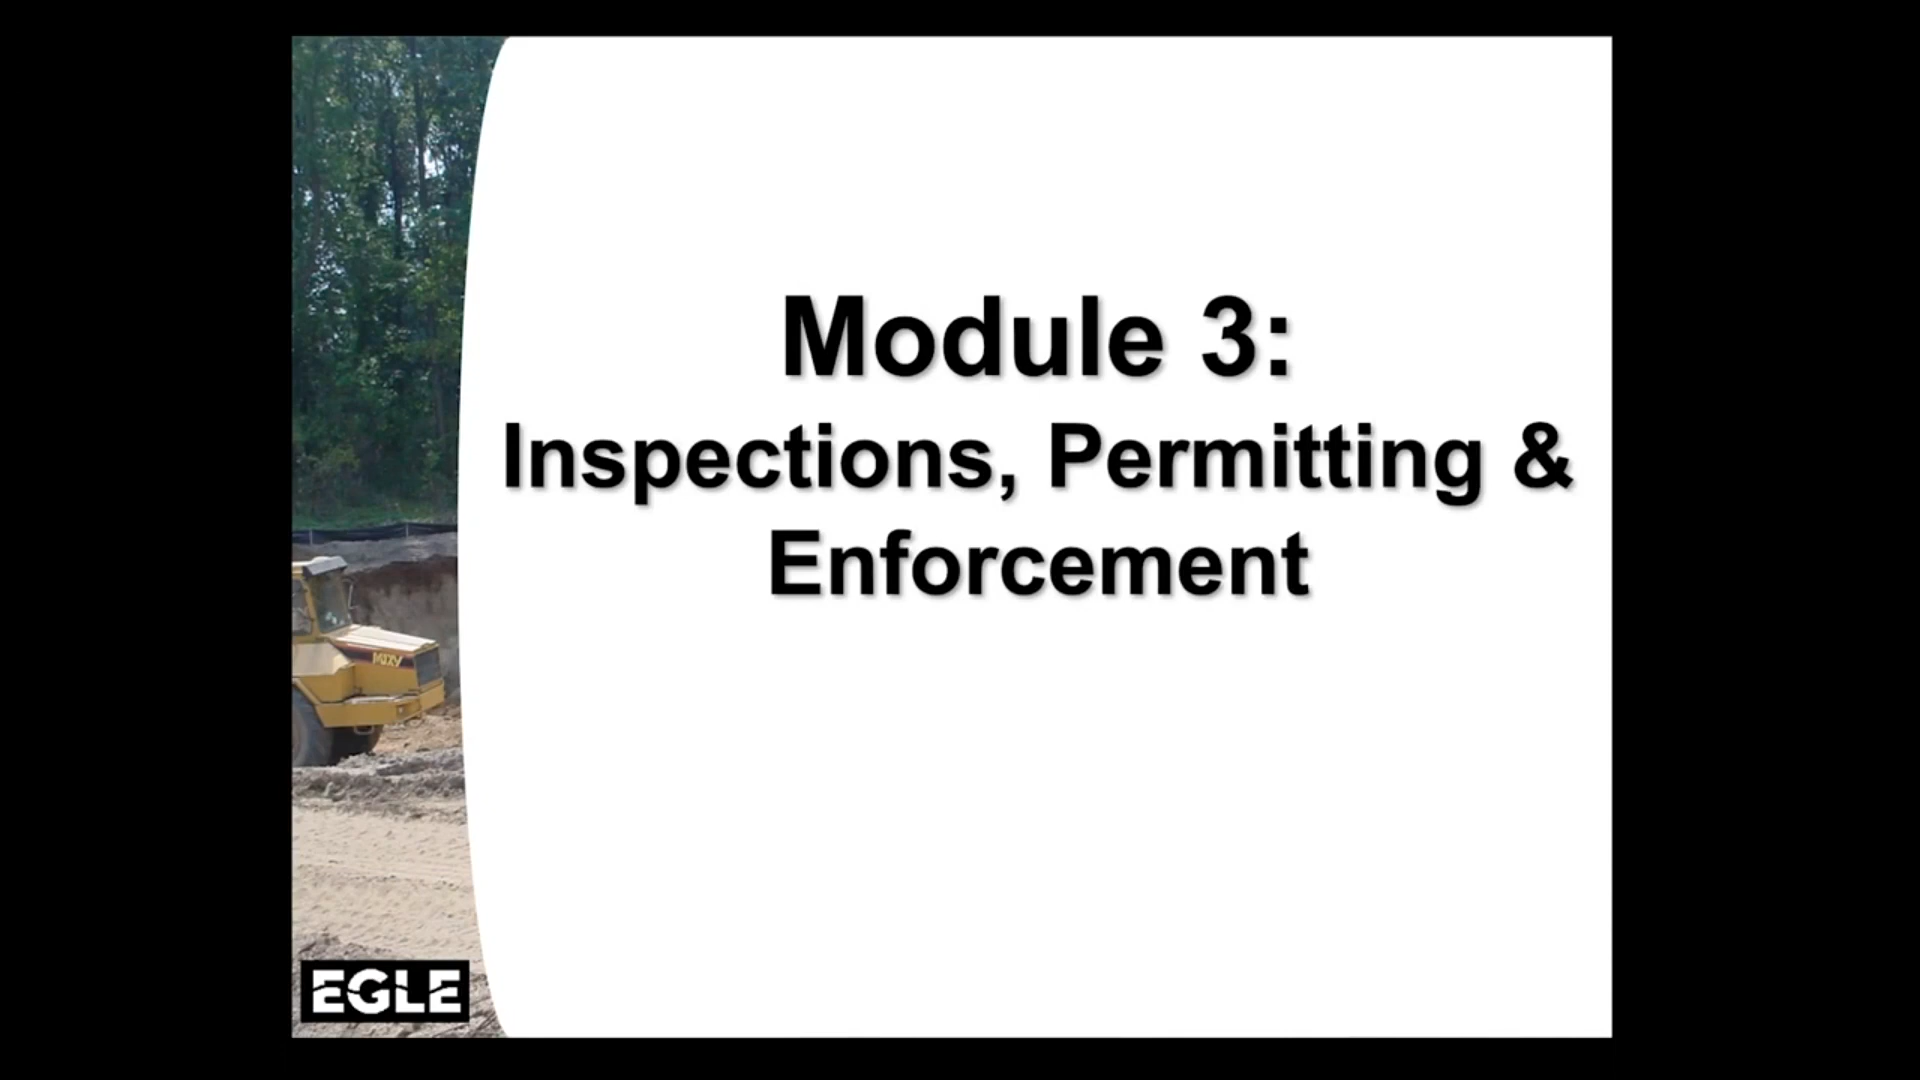 Module 3:
Inspections, Permitting &
Enforcement
EGLE